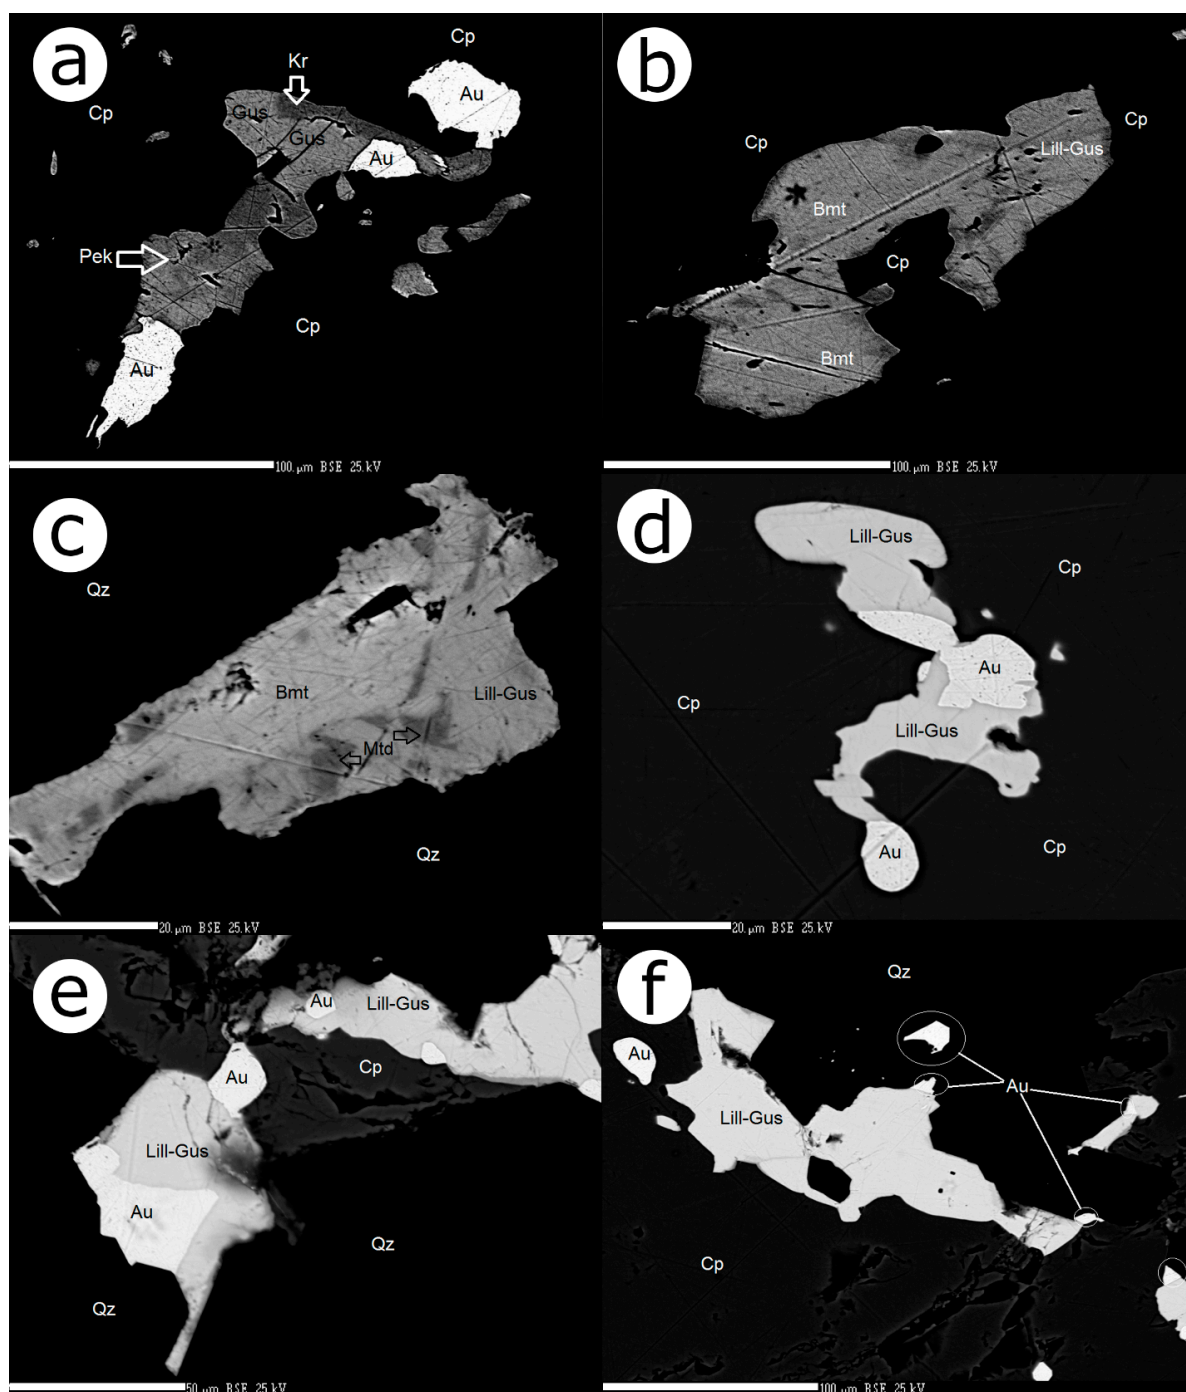 a
Cp
Kr
Cp
Gus
Au
Gus
Au
Pek
Cp
Au
100.μm BSE 25.kV
b
Cp
Cp
Lill-Gus
Bmt
Cp
Bmt
100.μm BSE 25.kV
c
Qz
Bmt
Lill-Gus
Mtd
Qz
20.μm BSE 25.kV
d
Lill-Gus
Cp
Au
Cp
Lill-Gus
Au
Cp
20.μm BSE 25.kV
e
Au
Lill-Gus
Cp
Au
Lill-Gus
Au
Qz
Qz
50.μm BSE 25.kV
f
Qz
Au
Au
Lill-Gus
Cp
100.μm BSE 25.kV